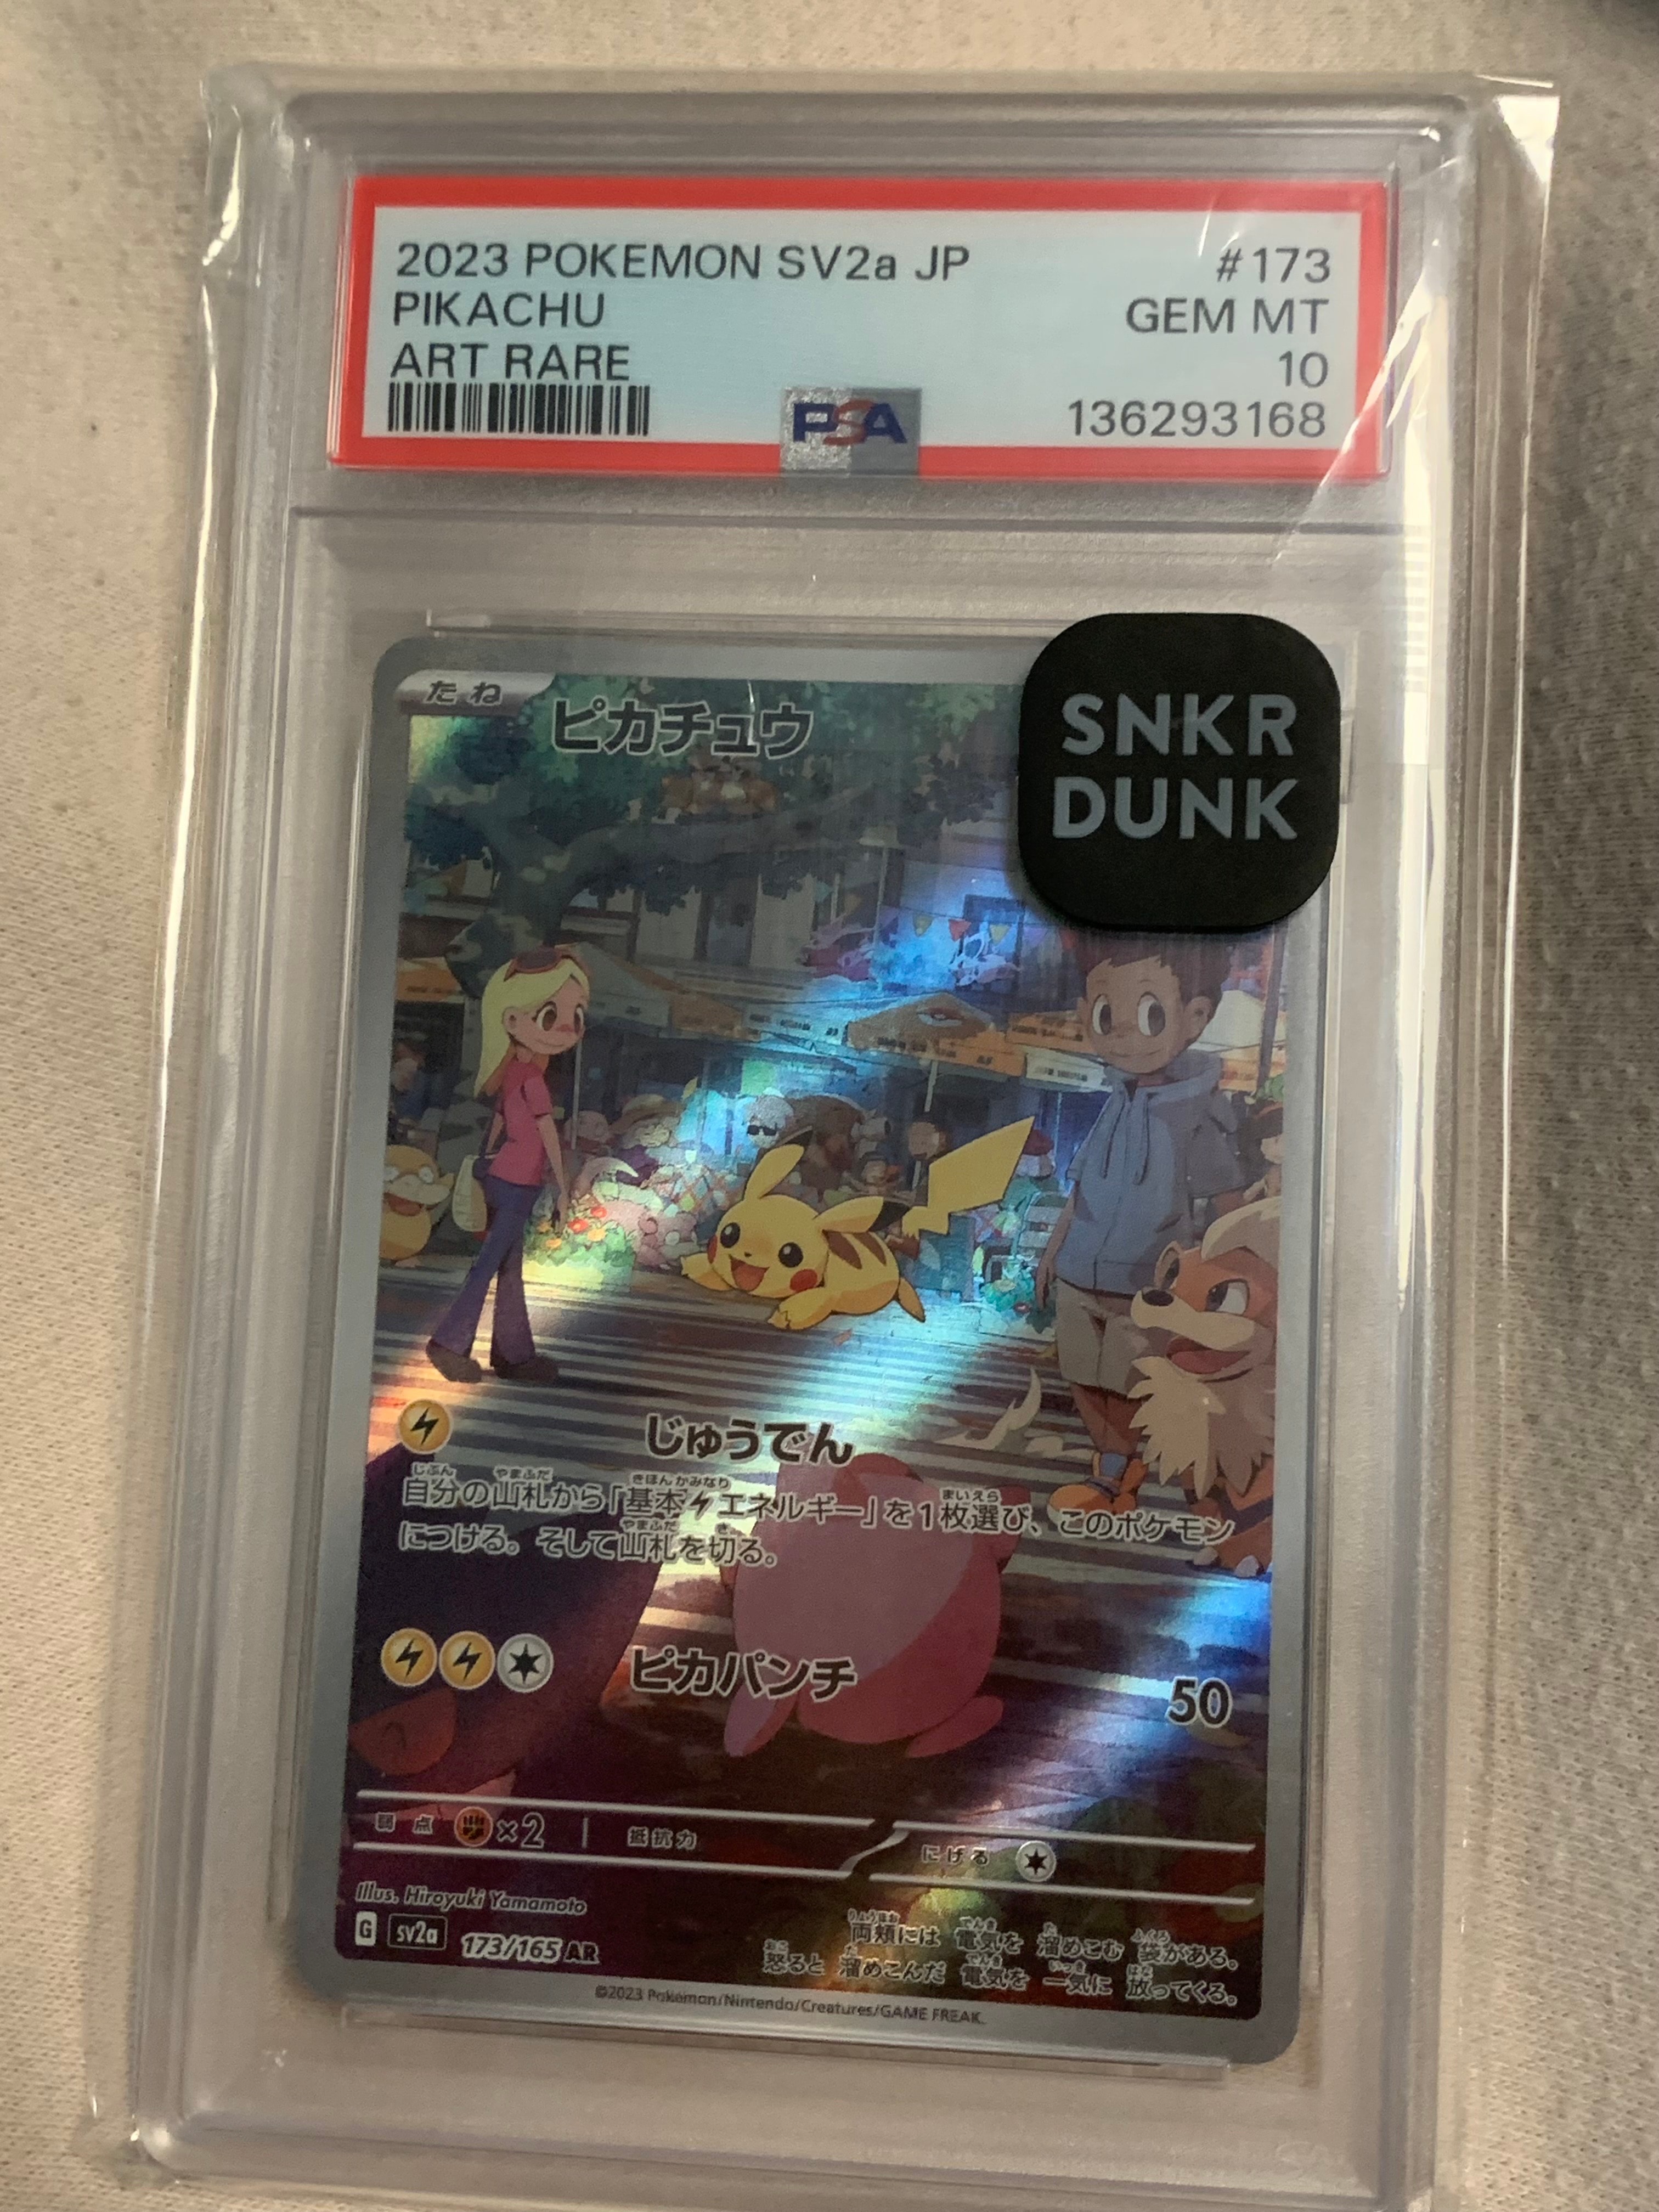 2023 POKEMON SV2a JP #173
PIKACHU GEM MT
ART RARE 10
PSA 136293168
SNKR
DUNK
たね ピカチュウ
じゅうでん
自分の山札から「基本エネルギー」を1枚選び、このポケモン
につける。そして山札を切る。
ピカパンチ 50
弱点 ×2 抵抗力 にげる
Illus. Hiroyuki Yamamoto
G sv2a 173/165 AR
両頬には 電気を 溜めこむ 袋がある。
怒ると 溜めこんだ 電気を 一気に 放ってくる。
©2023 Pokémon/Nintendo/Creatures/GAME FREAK.